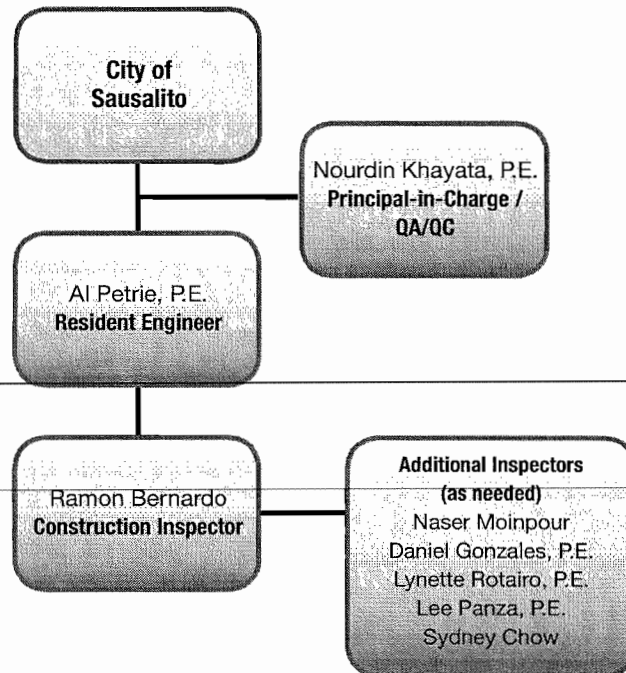 City of
Sausalito
Nourdin Khayata, P.E.
Principal-in-Charge /
QA/QC
Al Petrie, P.E.
Resident Engineer
Ramon Bernardo
Construction Inspector
Additional Inspectors
(as needed)
Naser Moinpour
Daniel Gonzales, P.E.
Lynette Rotairo, P.E.
Lee Panza, P.E.
Sydney Chow